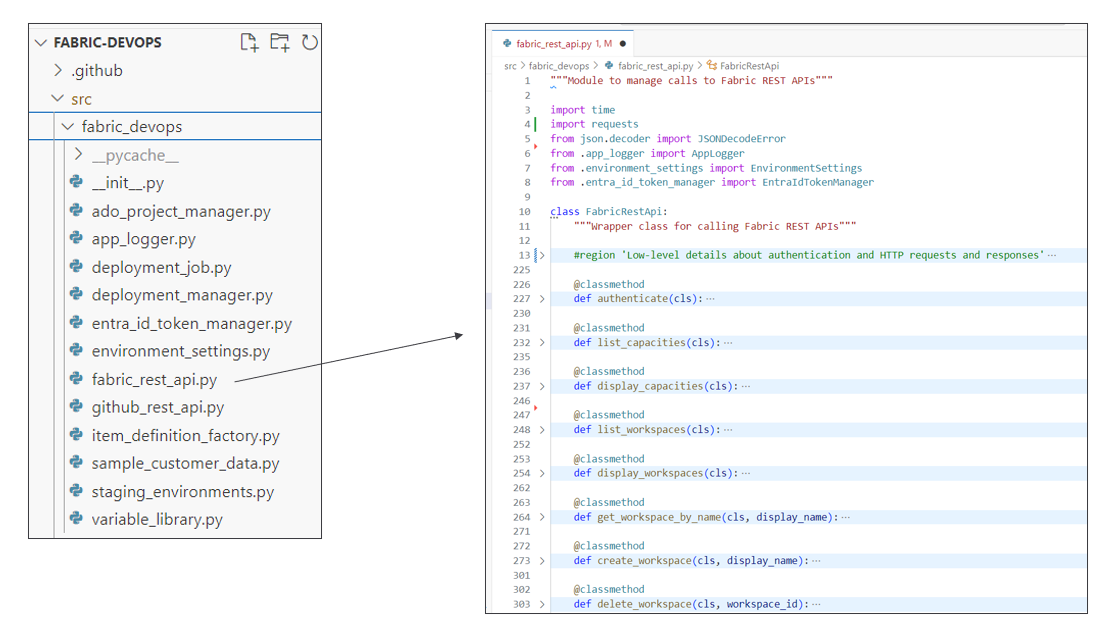 FABRIC-DEVOPS
.github
src
fabric_devops
__pycache__
__init__.py
ado_project_manager.py
app_logger.py
deployment_job.py
deployment_manager.py
entra_id_token_manager.py
environment_settings.py
fabric_rest_api.py
github_rest_api.py
item_definition_factory.py
sample_customer_data.py
staging_environments.py
variable_library.py
fabric_rest_api.py 1, M
src > fabric_devops > fabric_rest_api.py > FabricRestApi
1 """Module to manage calls to Fabric REST APIs"""
2
3 import time
4 import requests
5 from json.decoder import JSONDecodeError
6 from .app_logger import AppLogger
7 from .environment_settings import EnvironmentSettings
8 from .entra_id_token_manager import EntraIdTokenManager
9
10 class FabricRestApi:
11 """Wrapper class for calling Fabric REST APIs"""
12
13 #region 'Low-level details about authentication and HTTP requests and responses'⋯
225
226 @classmethod
227 def authenticate(cls):⋯
230
231 @classmethod
232 def list_capacities(cls):⋯
235
236 @classmethod
237 def display_capacities(cls):⋯
246
247 @classmethod
248 def list_workspaces(cls):⋯
252
253 @classmethod
254 def display_workspaces(cls):⋯
262
263 @classmethod
264 def get_workspace_by_name(cls, display_name):⋯
271
272 @classmethod
273 def create_workspace(cls, display_name):⋯
301
302 @classmethod
303 def delete_workspace(cls, workspace_id):⋯